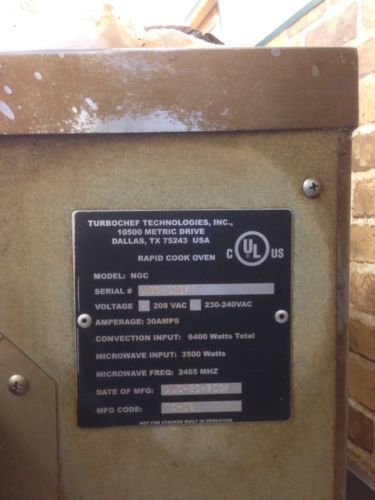 TURBOCHEF TECHNOLOGIES, INC.,
10500 METRIC DRIVE
DALLAS, TX 75243 USA
C UL US
RAPID COOK OVEN
MODEL: NGC
SERIAL #
VOLTAGE 208 VAC 230-240VAC
AMPERAGE: 30AMPS
CONVECTION INPUT: 6400 Watts Total
MICROWAVE INPUT: 3500 Watts
MICROWAVE FREQ: 2455 MHZ
DATE OF MFG:
MFG CODE:
NOT FOR STACKED BUILT IN OPERATION